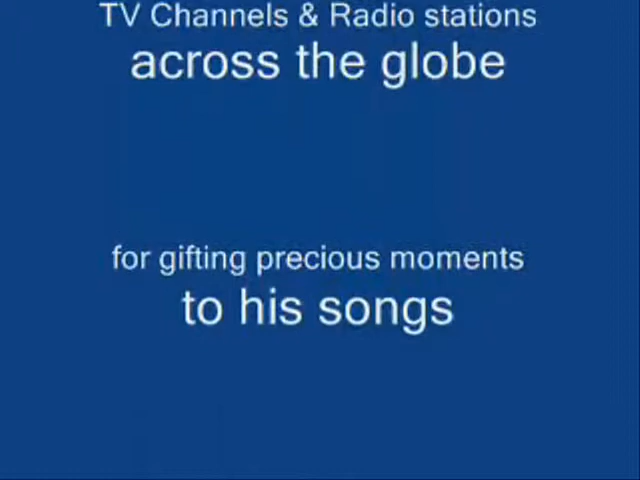 TV Channels & Radio stations
across the globe
for gifting precious moments
to his songs